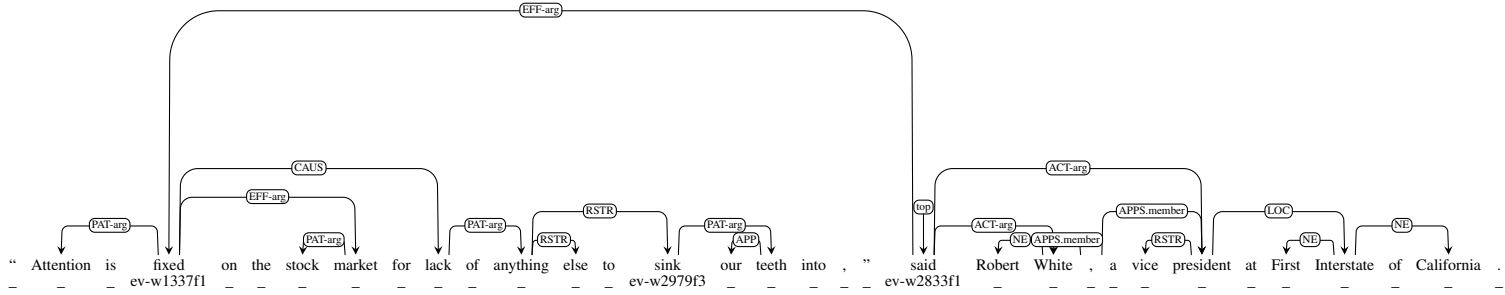 EFF-arg
CAUS ACT-arg
EFF-arg top
PAT-arg PAT-arg RSTR PAT-arg ACT-arg APPS.member LOC NE
PAT-arg RSTR APP NE APPS.member RSTR NE
“ Attention is fixed on the stock market for lack of anything else to sink our teeth into , ” said Robert White , a vice president at First Interstate of California .
_ _ _ ev-w1337f1 _ _ _ _ _ _ _ _ _ _ ev-w2979f3 _ _ _ _ _ ev-w2833f1 _ _ _ _ _ _ _ _ _ _ _ _